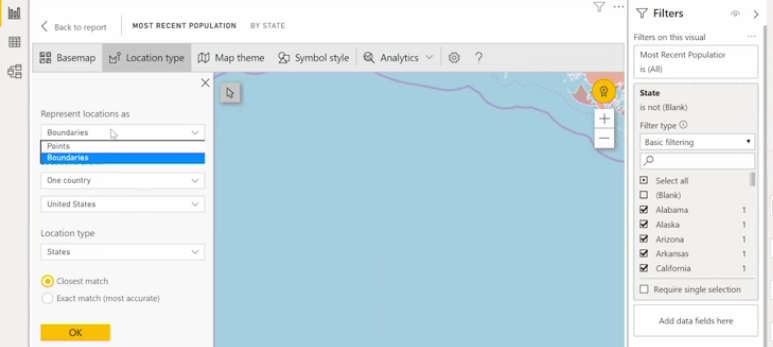 Back to report
MOST RECENT POPULATION
BY STATE
Basemap
Location type
Map theme
Symbol style
Analytics
?
Represent locations as
Boundaries
Points
Boundaries
One country
United States
Location type
States
Closest match
Exact match (most accurate)
OK
Filters
Filters on this visual
...
Most Recent Population
is (All)
State
is not (Blank)
Filter type
Basic filtering
Select all
(Blank)
Alabama 1
Alaska 1
Arizona 1
Arkansas 1
California 1
Require single selection
Add data fields here